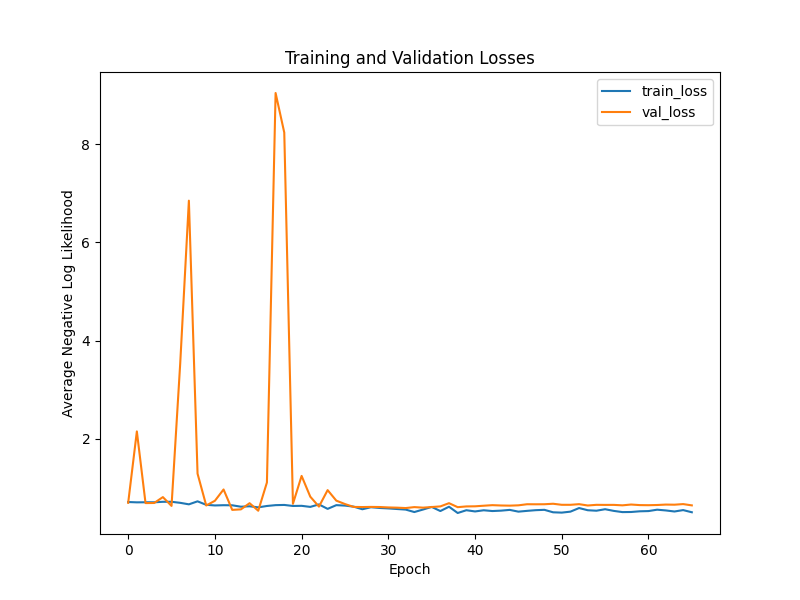 Training and Validation Losses
train_loss
val_loss
Average Negative Log Likelihood
8
6
4
2
0
10
20
30
40
50
60
Epoch